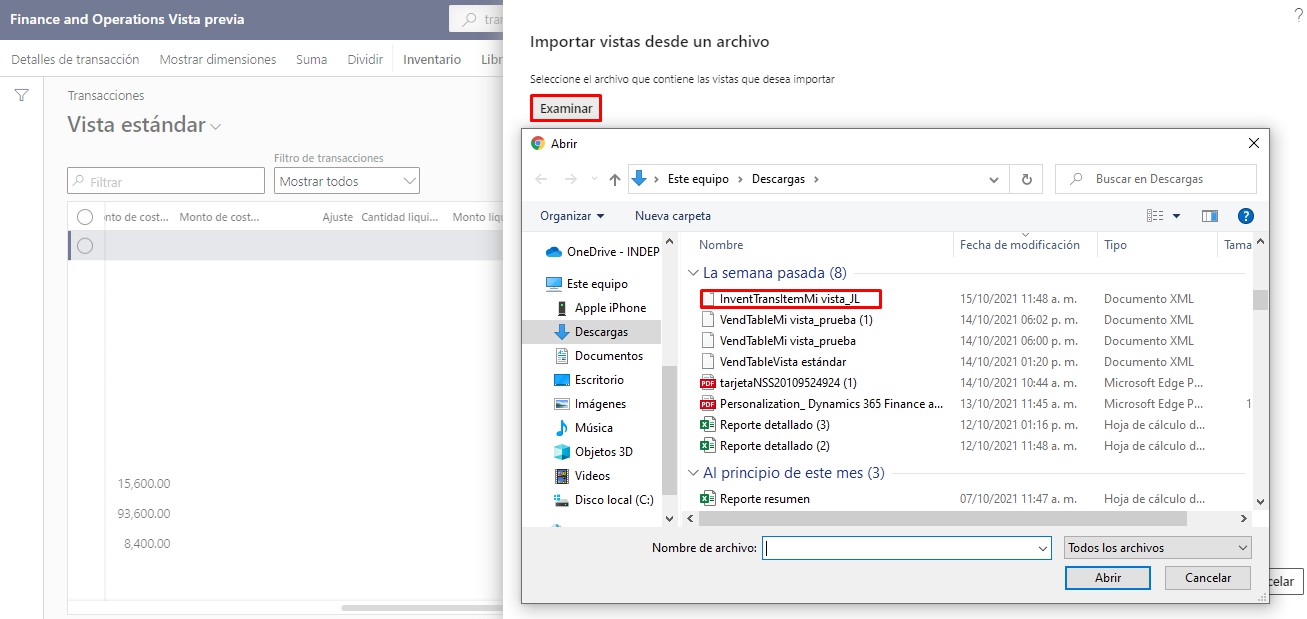 Finance and Operations Vista previa
Detalles de transacción Mostrar dimensiones Suma Dividir Inventario
Transacciones
Vista estándar
Filtro de transacciones
Filtrar
Mostrar todos
Monto de cost... Ajuste Cantidad liqui...
15,600.00
93,600.00
8,400.00
?
Importar vistas desde un archivo
Seleccione el archivo que contiene las vistas que desea importar
Examinar
Abrir
Este equipo > Descargas >
Buscar en Descargas
Organizar
Nueva carpeta
?
OneDrive - INDEP
Este equipo
Apple iPhone
Descargas
Documentos
Escritorio
Imágenes
Música
Objetos 3D
Videos
Disco local (C:)
Nombre Fecha de modificación Tipo Tama
La semana pasada (8)
InventTransItemMi vista_JL 15/10/2021 11:48 a. m. Documento XML
VendTableMi vista_prueba (1) 14/10/2021 06:02 p. m. Documento XML
VendTableMi vista_prueba 14/10/2021 06:00 p. m. Documento XML
VendTableVista estándar 14/10/2021 01:20 p. m. Documento XML
PDF tarjetaNSS20109524924 (1) 14/10/2021 10:44 a. m. Microsoft Edge P...
PDF Personalization_ Dynamics 365 Finance a... 13/10/2021 11:45 a. m. Microsoft Edge P... 1
Reporte detallado (3) 12/10/2021 01:16 p. m. Hoja de cálculo d...
Reporte detallado (2) 12/10/2021 11:48 a. m. Hoja de cálculo d...
Al principio de este mes (3)
Reporte resumen 07/10/2021 11:47 a. m. Hoja de cálculo d...
Nombre de archivo:
Todos los archivos
Abrir
Cancelar
celar